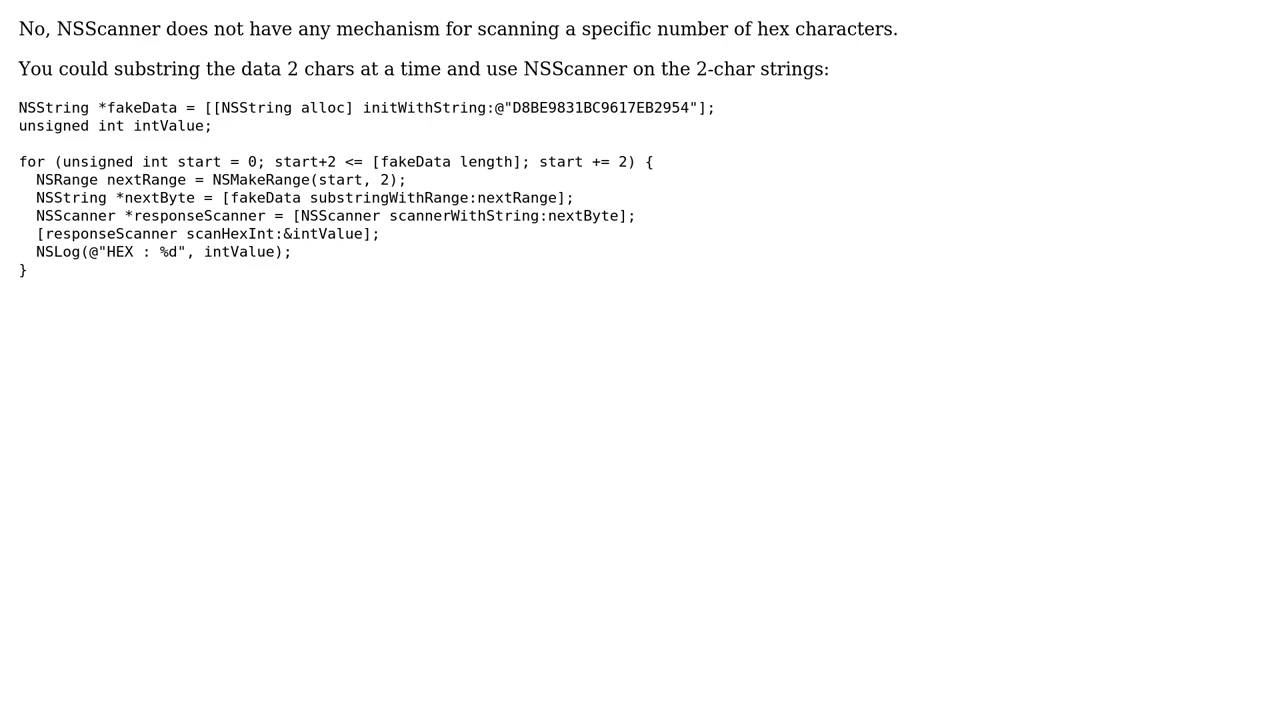 No, NSScanner does not have any mechanism for scanning a specific number of hex characters.
You could substring the data 2 chars at a time and use NSScanner on the 2-char strings:
NSString *fakeData = [[NSString alloc] initWithString:@"D8BE9831BC9617EB2954"];
unsigned int intValue;

for (unsigned int start = 0; start+2 <= [fakeData length]; start += 2) {
  NSRange nextRange = NSMakeRange(start, 2);
  NSString *nextByte = [fakeData substringWithRange:nextRange];
  NSScanner *responseScanner = [NSScanner scannerWithString:nextByte];
  [responseScanner scanHexInt:&intValue];
  NSLog(@"HEX : %d", intValue);
}